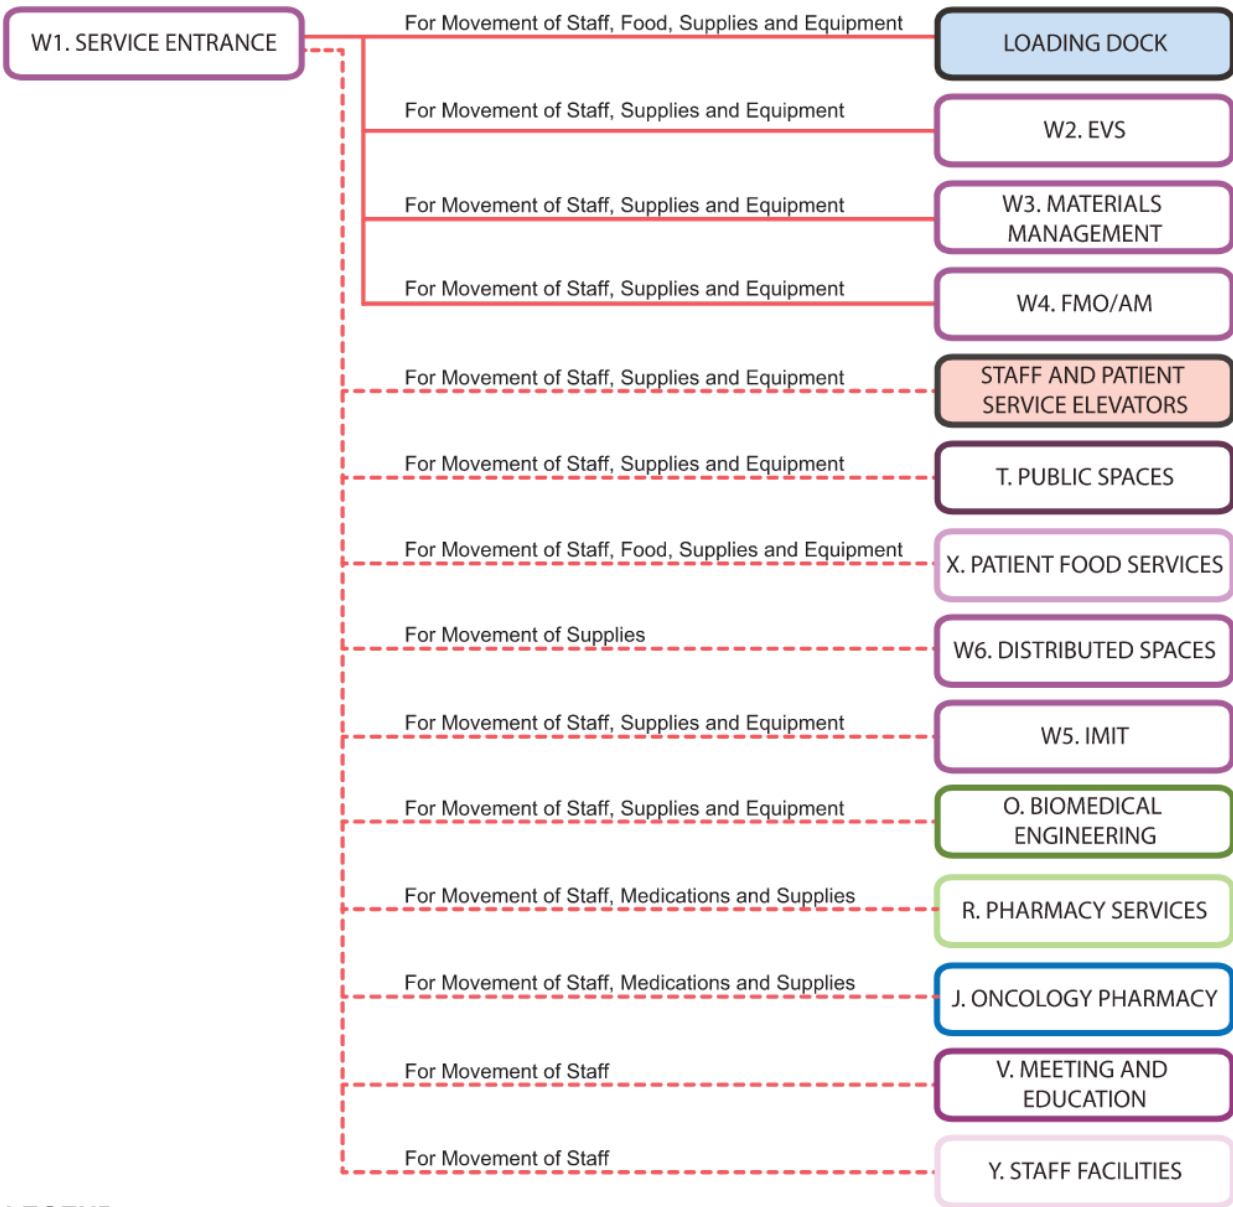 W1. SERVICE ENTRANCE
For Movement of Staff, Food, Supplies and Equipment
LOADING DOCK
For Movement of Staff, Supplies and Equipment
W2. EVS
For Movement of Staff, Supplies and Equipment
W3. MATERIALS
MANAGEMENT
For Movement of Staff, Supplies and Equipment
W4. FMO/AM
For Movement of Staff, Supplies and Equipment
STAFF AND PATIENT
SERVICE ELEVATORS
For Movement of Staff, Supplies and Equipment
T. PUBLIC SPACES
For Movement of Staff, Food, Supplies and Equipment
X. PATIENT FOOD SERVICES
For Movement of Supplies
W6. DISTRIBUTED SPACES
For Movement of Staff, Supplies and Equipment
W5. IMIT
For Movement of Staff, Supplies and Equipment
O. BIOMEDICAL
ENGINEERING
For Movement of Staff, Medications and Supplies
R. PHARMACY SERVICES
For Movement of Staff, Medications and Supplies
J. ONCOLOGY PHARMACY
For Movement of Staff
V. MEETING AND
EDUCATION
For Movement of Staff
Y. STAFF FACILITIES